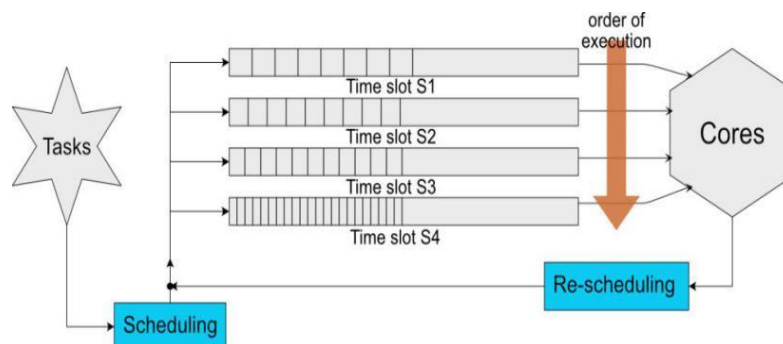 order of
execution
Time slot S1
Tasks
Time slot S2
Cores
Time slot S3
Time slot S4
Re-scheduling
Scheduling